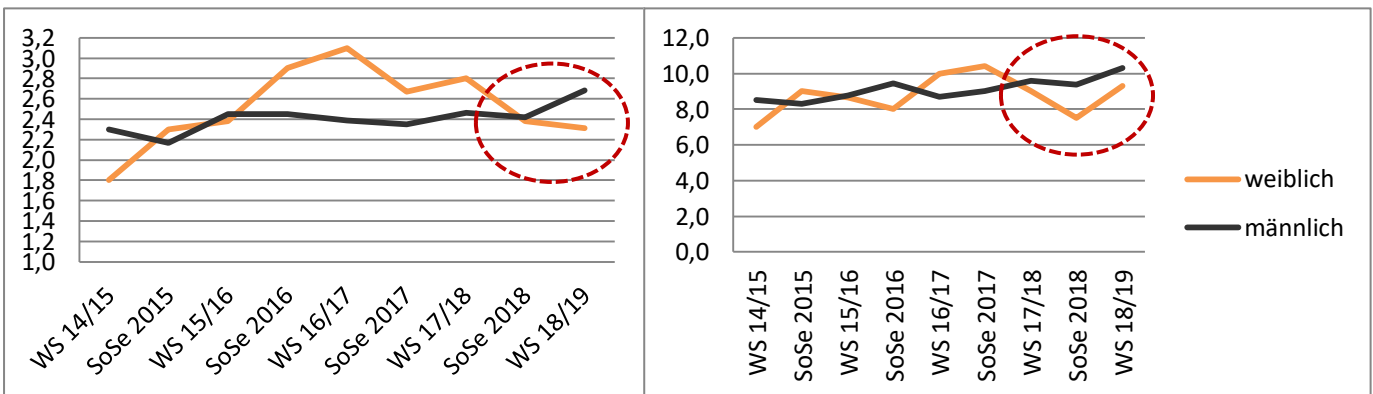 3,2
3,0
2,8
2,6
2,4
2,2
2,0
1,8
1,6
1,4
1,2
1,0
WS 14/15
SoSe 2015
WS 15/16
SoSe 2016
WS 16/17
SoSe 2017
WS 17/18
SoSe 2018
WS 18/19
12,0
10,0
8,0
6,0
4,0
2,0
0,0
WS 14/15
SoSe 2015
WS 15/16
SoSe 2016
WS 16/17
SoSe 2017
WS 17/18
SoSe 2018
WS 18/19
weiblich
männlich